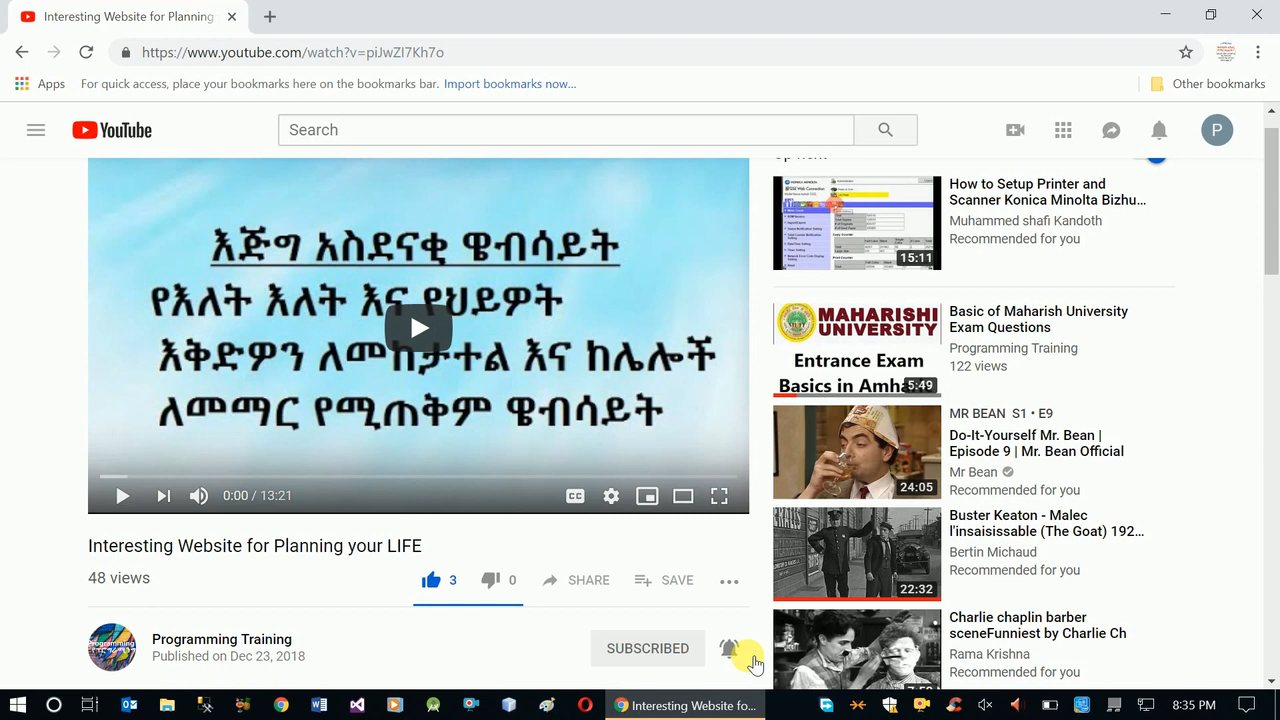 Interesting Website for Planning
https://www.youtube.com/watch?v=piJwZI7Kh7o
Apps
For quick access, place your bookmarks here on the bookmarks bar. Import bookmarks now...
Other bookmarks
YouTube
Search
P
እጅግ አስደናቂ ዌብሳይት
የእለት እለት እና የህይዎት
እቅድዎን ለመከታተል እና ከሌሎች
ለመማር የሚጠቅም ዌብሳይት
0:00 / 13:21
Interesting Website for Planning your LIFE
48 views
3
0
SHARE
SAVE
Programming Training
Published on Dec 23, 2018
SUBSCRIBED
15:11
How to Setup Printer and
Scanner Konica Minolta Bizhu...
Muhammed shafi Kandoth
Recommended for you
MAHARISHI
UNIVERSITY
Entrance Exam
Basics in Amha
5:49
Basic of Maharish University
Exam Questions
Programming Training
122 views
24:05
MR BEAN S1 • E9
Do-It-Yourself Mr. Bean |
Episode 9 | Mr. Bean Official
Mr Bean
Recommended for you
22:32
Buster Keaton - Malec
l'insaisissable (The Goat) 192...
Bertin Michaud
Recommended for you
Charlie chaplin barber
sceneFunniest by Charlie Ch
Rama Krishna
Recommended for you
Interesting Website fo...
8:35 PM